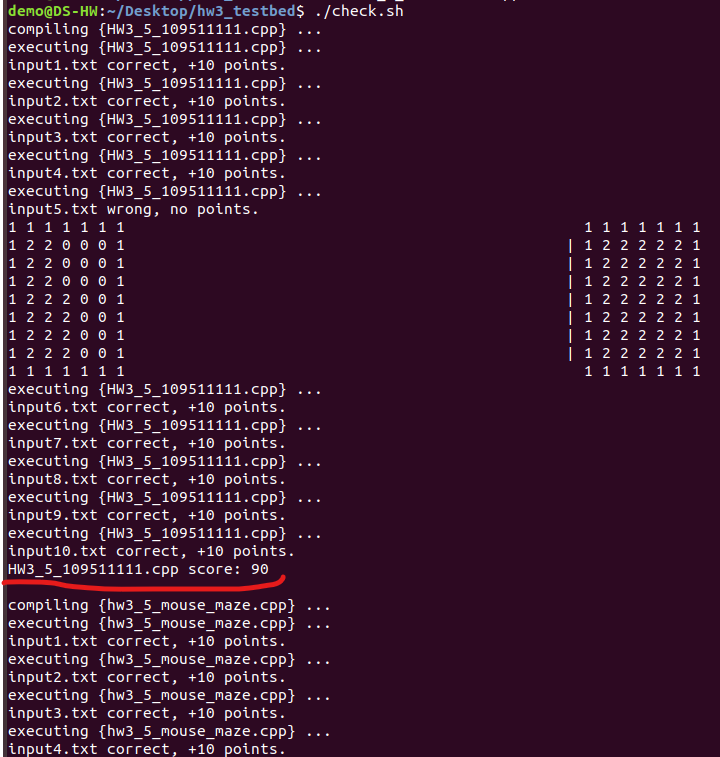 demo@DS-HW:~/Desktop/hw3_testbed$ ./check.sh
compiling {HW3_5_109511111.cpp} ...
executing {HW3_5_109511111.cpp} ...
input1.txt correct, +10 points.
executing {HW3_5_109511111.cpp} ...
input2.txt correct, +10 points.
executing {HW3_5_109511111.cpp} ...
input3.txt correct, +10 points.
executing {HW3_5_109511111.cpp} ...
input4.txt correct, +10 points.
executing {HW3_5_109511111.cpp} ...
input5.txt wrong, no points.
1 1 1 1 1 1 1 1 1 1 1 1 1 1
1 2 2 0 0 0 1 | 1 2 2 2 2 2 1
1 2 2 0 0 0 1 | 1 2 2 2 2 2 1
1 2 2 0 0 0 1 | 1 2 2 2 2 2 1
1 2 2 2 0 0 1 | 1 2 2 2 2 2 1
1 2 2 2 0 0 1 | 1 2 2 2 2 2 1
1 2 2 2 0 0 1 | 1 2 2 2 2 2 1
1 2 2 2 0 0 1 | 1 2 2 2 2 2 1
1 1 1 1 1 1 1 1 1 1 1 1 1 1
executing {HW3_5_109511111.cpp} ...
input6.txt correct, +10 points.
executing {HW3_5_109511111.cpp} ...
input7.txt correct, +10 points.
executing {HW3_5_109511111.cpp} ...
input8.txt correct, +10 points.
executing {HW3_5_109511111.cpp} ...
input9.txt correct, +10 points.
executing {HW3_5_109511111.cpp} ...
input10.txt correct, +10 points.
HW3_5_109511111.cpp score: 90
compiling {hw3_5_mouse_maze.cpp} ...
executing {hw3_5_mouse_maze.cpp} ...
input1.txt correct, +10 points.
executing {hw3_5_mouse_maze.cpp} ...
input2.txt correct, +10 points.
executing {hw3_5_mouse_maze.cpp} ...
input3.txt correct, +10 points.
executing {hw3_5_mouse_maze.cpp} ...
input4.txt correct, +10 points.